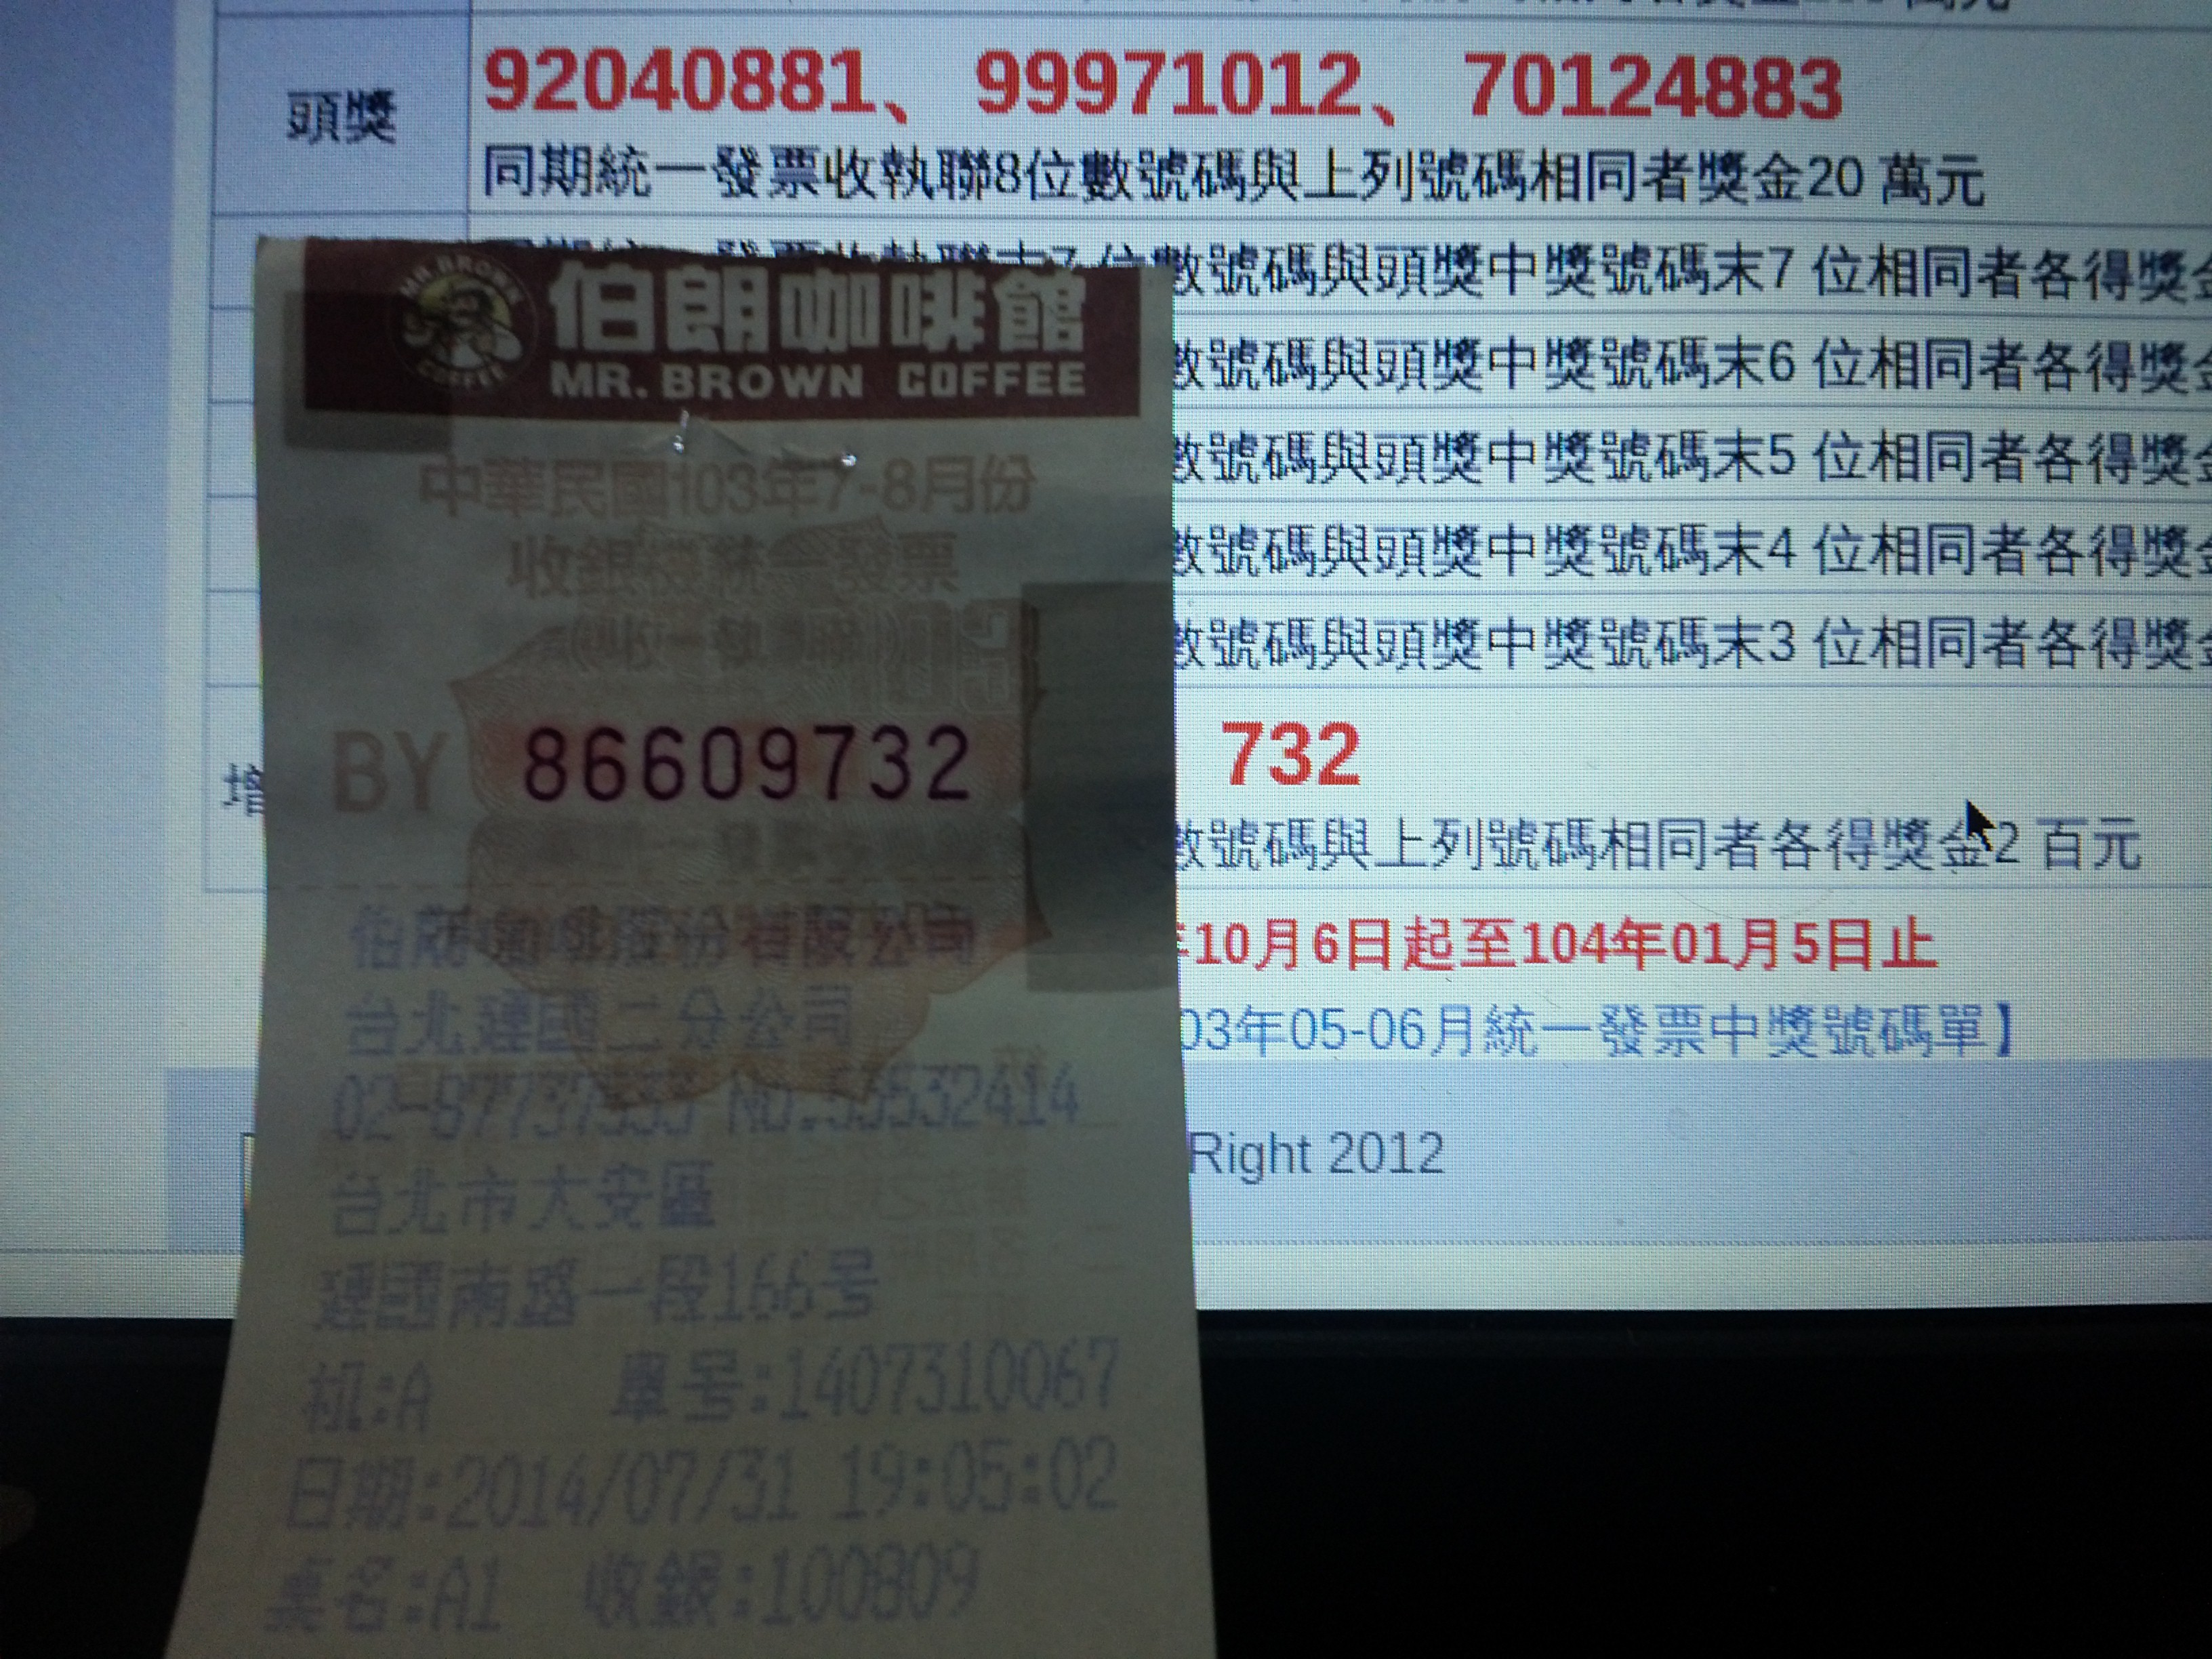 頭獎
92040881、 99971012、 70124883
同期統一發票收執聯8位數號碼與上列號碼相同者獎金20 萬元
數號碼與頭獎中獎號碼末7 位相同者各得獎金
數號碼與頭獎中獎號碼末6 位相同者各得獎金
數號碼與頭獎中獎號碼末5 位相同者各得獎金
數號碼與頭獎中獎號碼末4 位相同者各得獎金
數號碼與頭獎中獎號碼末3 位相同者各得獎金
732
數號碼與上列號碼相同者各得獎金2 百元
年10月6日起至104年01月5日止
03年05-06月統一發票中獎號碼單】
Right 2012
MR. BROWN
COFFEE
伯朗咖啡館
MR. BROWN COFFEE
中華民國103年7-8月份
收銀機統一發票
BY 86609732
伯朗咖啡股份有限公司
台北建國二分公司
No.53532414
台北市大安區
建國南路一段166号
机:A 單号:1407310067
日期:2014/07/31 19:05:02
桌名:A1 收銀:100809